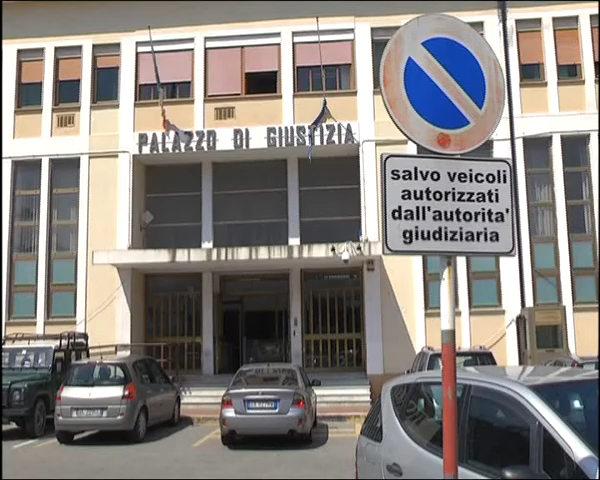 PALAZZO DI GIUSTIZIA
salvo veicoli
autorizzati
dall'autorita'
giudiziaria